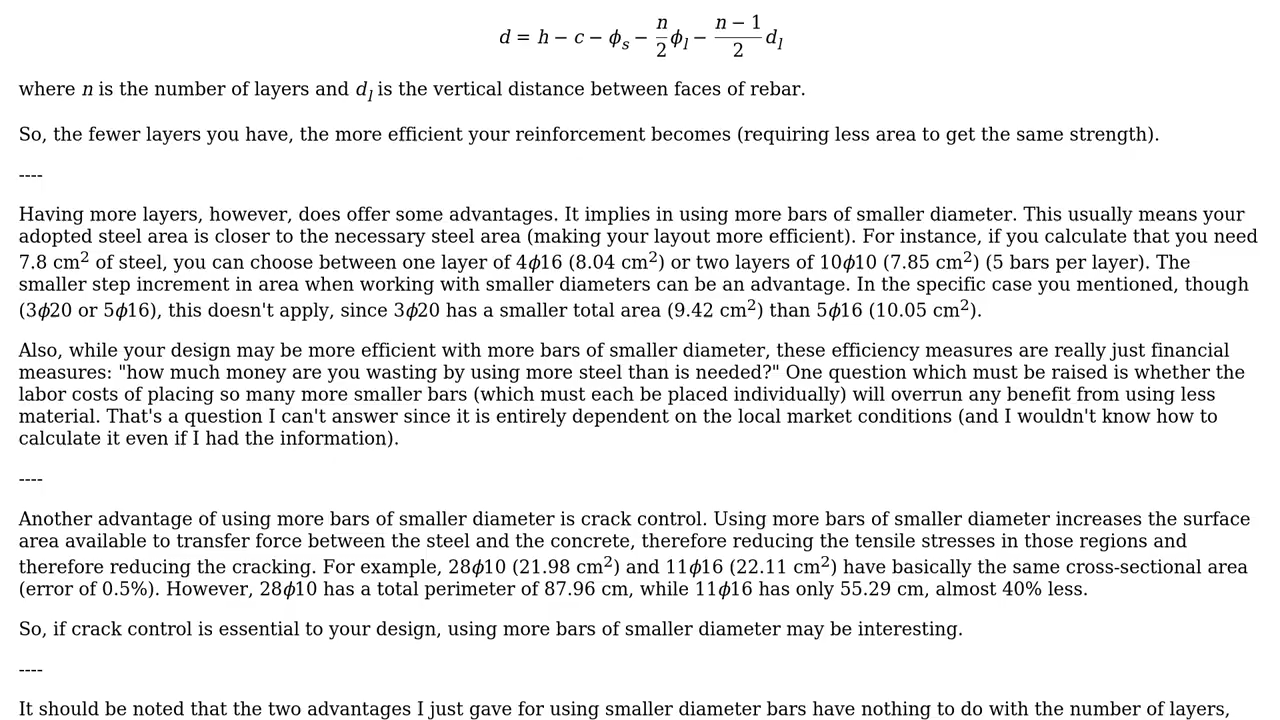 d = h − c − ϕ_s − n/2 ϕ_l − (n − 1)/2 d_l
where n is the number of layers and d_l is the vertical distance between faces of rebar.
So, the fewer layers you have, the more efficient your reinforcement becomes (requiring less area to get the same strength).
----
Having more layers, however, does offer some advantages. It implies in using more bars of smaller diameter. This usually means your
adopted steel area is closer to the necessary steel area (making your layout more efficient). For instance, if you calculate that you need
7.8 cm² of steel, you can choose between one layer of 4ϕ16 (8.04 cm²) or two layers of 10ϕ10 (7.85 cm²) (5 bars per layer). The
smaller step increment in area when working with smaller diameters can be an advantage. In the specific case you mentioned, though
(3ϕ20 or 5ϕ16), this doesn't apply, since 3ϕ20 has a smaller total area (9.42 cm²) than 5ϕ16 (10.05 cm²).
Also, while your design may be more efficient with more bars of smaller diameter, these efficiency measures are really just financial
measures: "how much money are you wasting by using more steel than is needed?" One question which must be raised is whether the
labor costs of placing so many more smaller bars (which must each be placed individually) will overrun any benefit from using less
material. That's a question I can't answer since it is entirely dependent on the local market conditions (and I wouldn't know how to
calculate it even if I had the information).
----
Another advantage of using more bars of smaller diameter is crack control. Using more bars of smaller diameter increases the surface
area available to transfer force between the steel and the concrete, therefore reducing the tensile stresses in those regions and
therefore reducing the cracking. For example, 28ϕ10 (21.98 cm²) and 11ϕ16 (22.11 cm²) have basically the same cross-sectional area
(error of 0.5%). However, 28ϕ10 has a total perimeter of 87.96 cm, while 11ϕ16 has only 55.29 cm, almost 40% less.
So, if crack control is essential to your design, using more bars of smaller diameter may be interesting.
----
It should be noted that the two advantages I just gave for using smaller diameter bars have nothing to do with the number of layers,